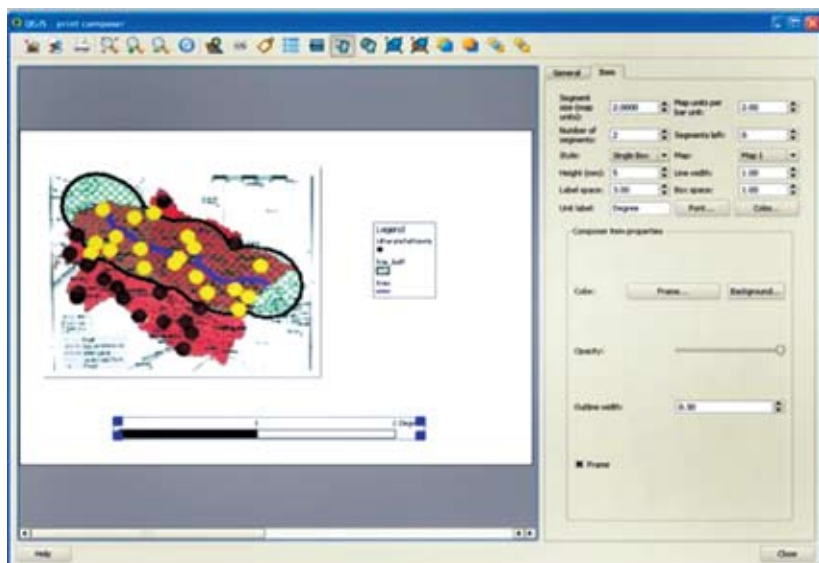 QGIS - print composer
General Item
Segment size (map units): 2.0000 Map units per bar unit: 2.00
Number of segments: 2 Segments left: 0
Style: Single Box Map: Map 1
Height (mm): 5 Line width: 1.00
Label space: 3.00 Box space: 1.00
Unit label: Degree Font... Color...
Composer item properties
Color: Frame... Background...
Opacity:
Outline width: 0.30
Frame
Legend
Help Close